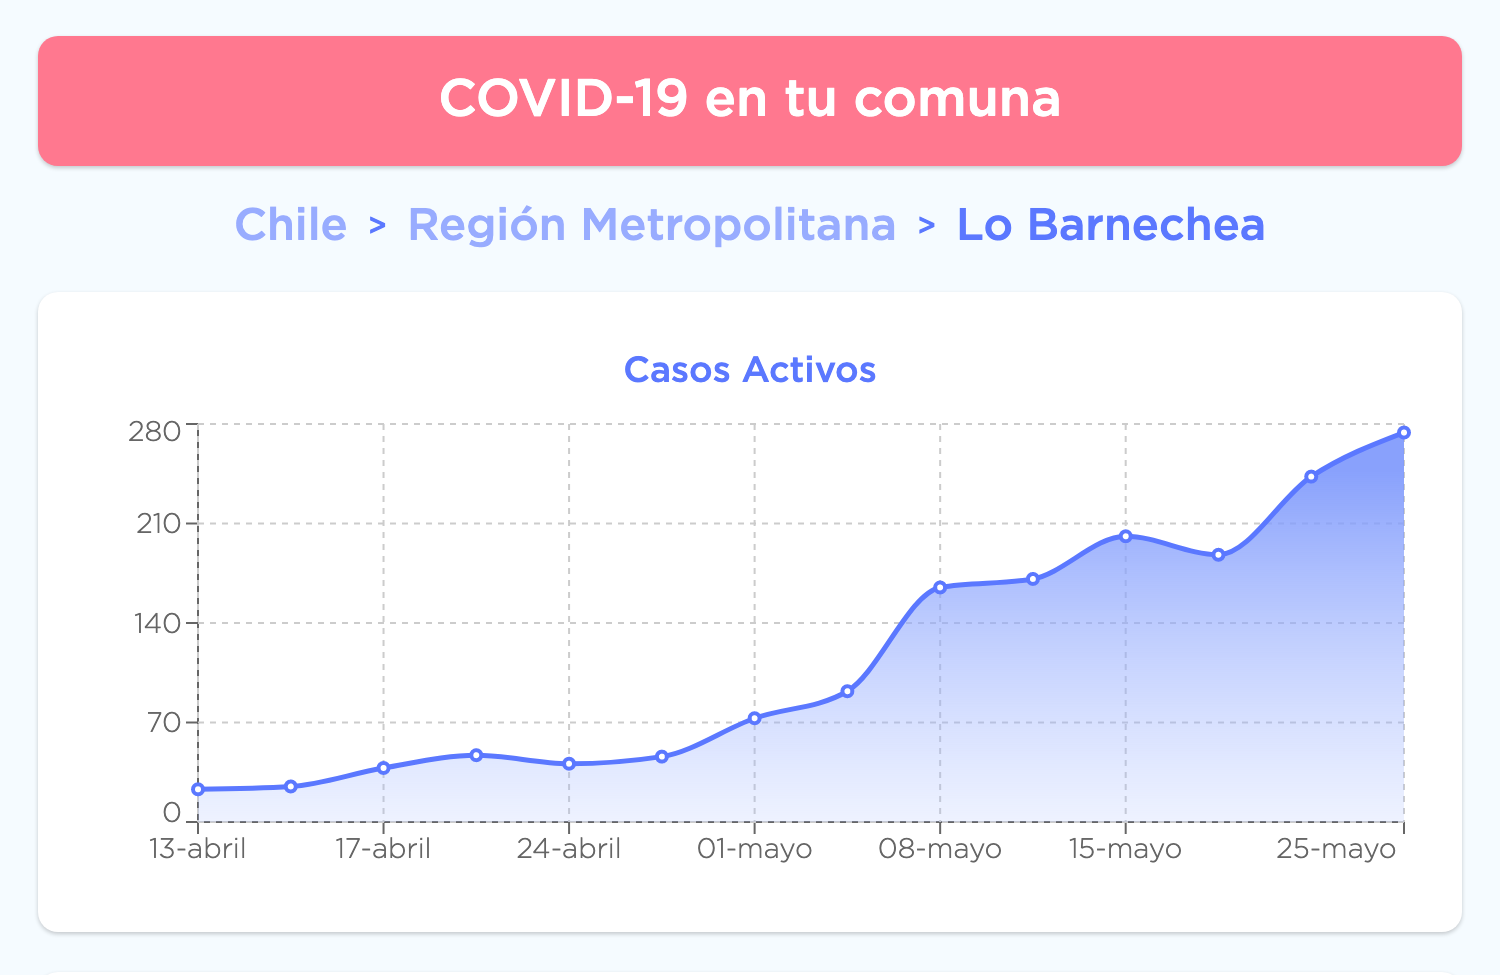 COVID-19 en tu comuna
Chile > Región Metropolitana > Lo Barnechea
Casos Activos
280
210
140
70
0
13-abril 17-abril 24-abril 01-mayo 08-mayo 15-mayo 25-mayo